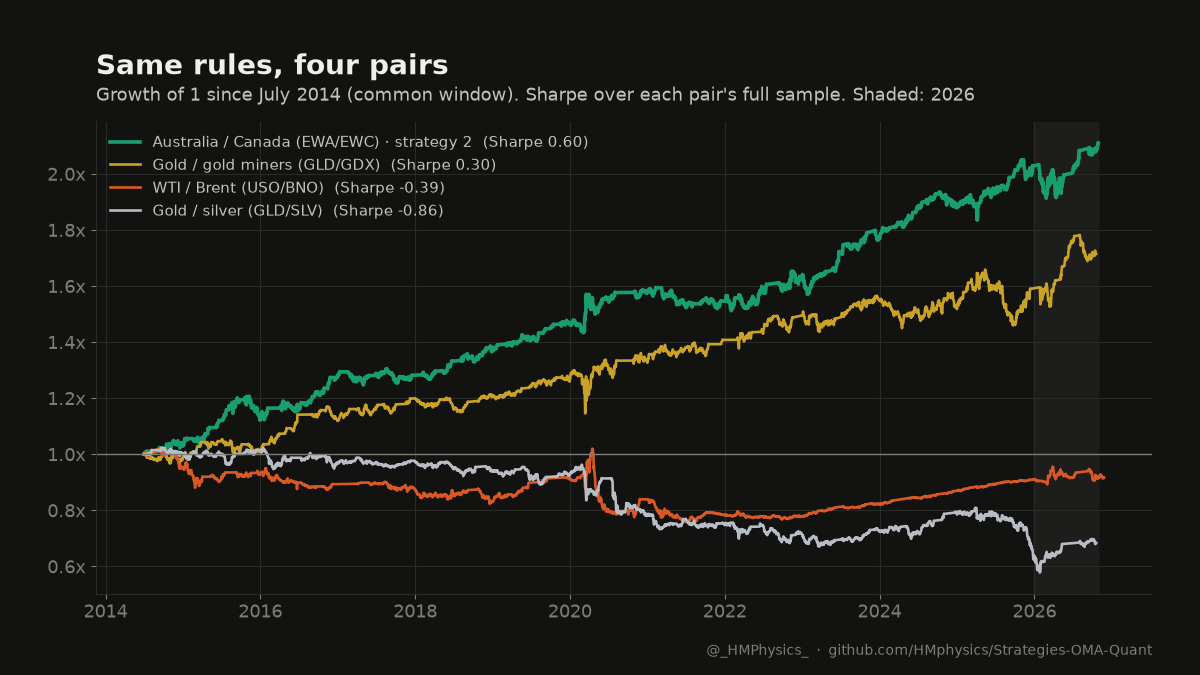 Same rules, four pairs
Growth of 1 since July 2014 (common window). Sharpe over each pair's full sample. Shaded: 2026
Australia / Canada (EWA/EWC) · strategy 2 (Sharpe 0.60)
Gold / gold miners (GLD/GDX) (Sharpe 0.30)
WTI / Brent (USO/BNO) (Sharpe -0.39)
Gold / silver (GLD/SLV) (Sharpe -0.86)
2.0x
1.8x
1.6x
1.4x
1.2x
1.0x
0.8x
0.6x
2014 2016 2018 2020 2022 2024 2026
@_HMPhysics_ · github.com/HMphysics/Strategies-OMA-Quant